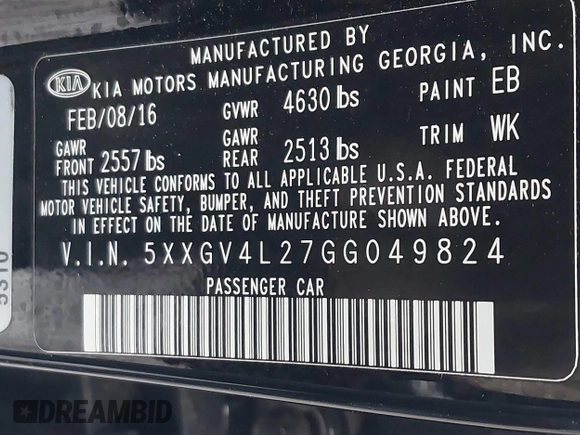 MANUFACTURED BY
KIA KIA MOTORS MANUFACTURING GEORGIA, INC.
FEB/08/16 GVWR 4630 lbs PAINT EB
GAWR FRONT 2557 lbs GAWR REAR 2513 lbs TRIM WK
THIS VEHICLE CONFORMS TO ALL APPLICABLE U.S.A. FEDERAL
MOTOR VEHICLE SAFETY, BUMPER, AND THEFT PREVENTION STANDARDS
IN EFFECT ON THE DATE OF MANUFACTURE SHOWN ABOVE.
V.I.N. 5XXGV4L27GG049824
PASSENGER CAR
DREAMBID